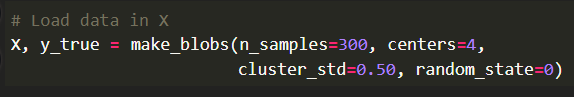 # Load data in X
X, y_true = make_blobs(n_samples=300, centers=4,
cluster_std=0.50, random_state=0)